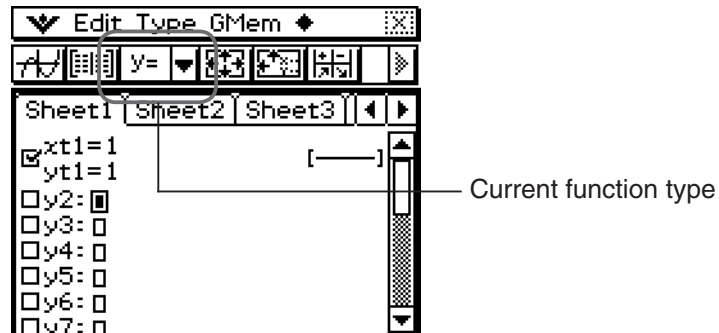 Edit Type GMem
y=
Sheet1 Sheet2 Sheet3
xt1=1
yt1=1
y2:
y3:
y4:
y5:
y6:
y7:
Current function type